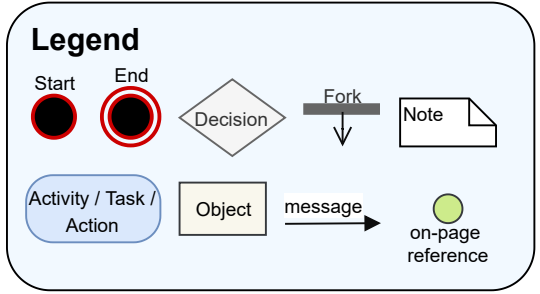 Legend
Start
End
Decision
Fork
Note
Activity / Task /
Action
Object
message
on-page
reference